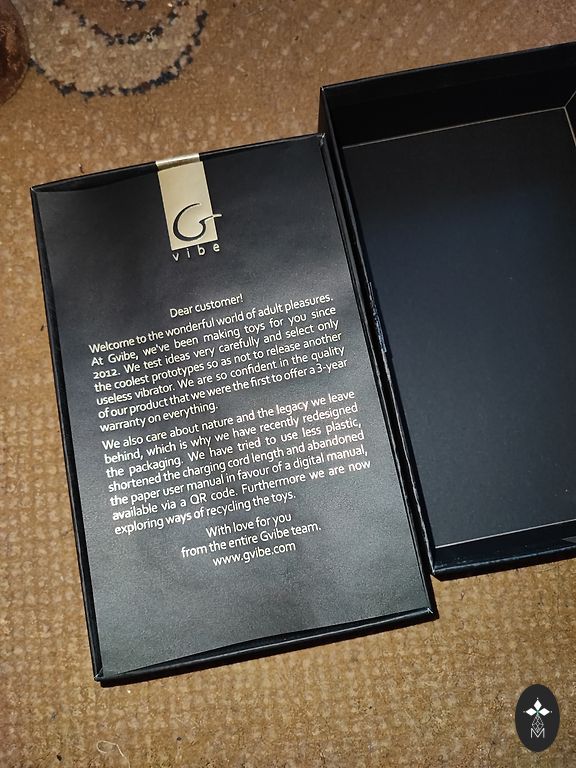 G
vibe
Dear customer!
Welcome to the wonderful world of adult pleasures.
At Gvibe, we've been making toys for you since
2012. We test ideas very carefully and select only
the coolest prototypes so as not to release another
useless vibrator. We are so confident in the quality
of our product that we were the first to offer a 3-year
warranty on everything.
We also care about nature and the legacy we leave
behind, which is why we have recently redesigned
the packaging. We have tried to use less plastic,
shortened the charging cord length and abandoned
the paper user manual in favour of a digital manual,
available via a QR code. Furthermore we are now
exploring ways of recycling the toys.
With love for you
from the entire Gvibe team.
www.gvibe.com
M